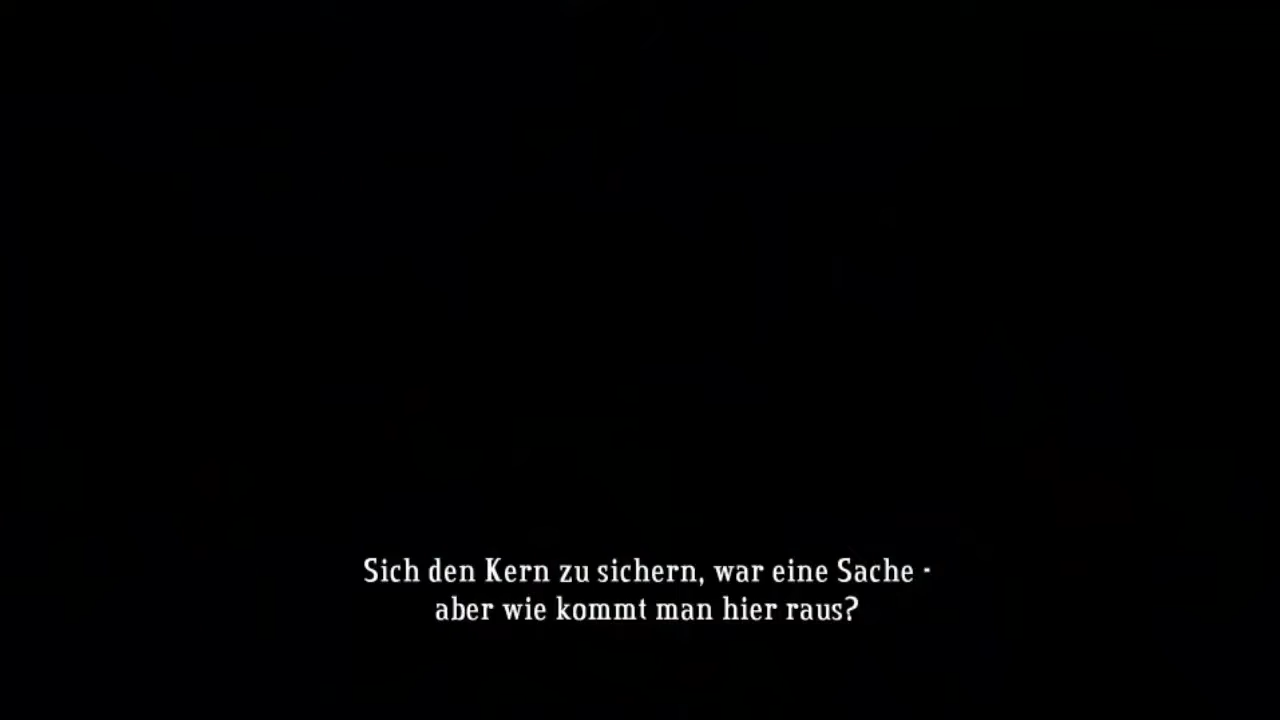 Sich den Kern zu sichern, war eine Sache -
aber wie kommt man hier raus?